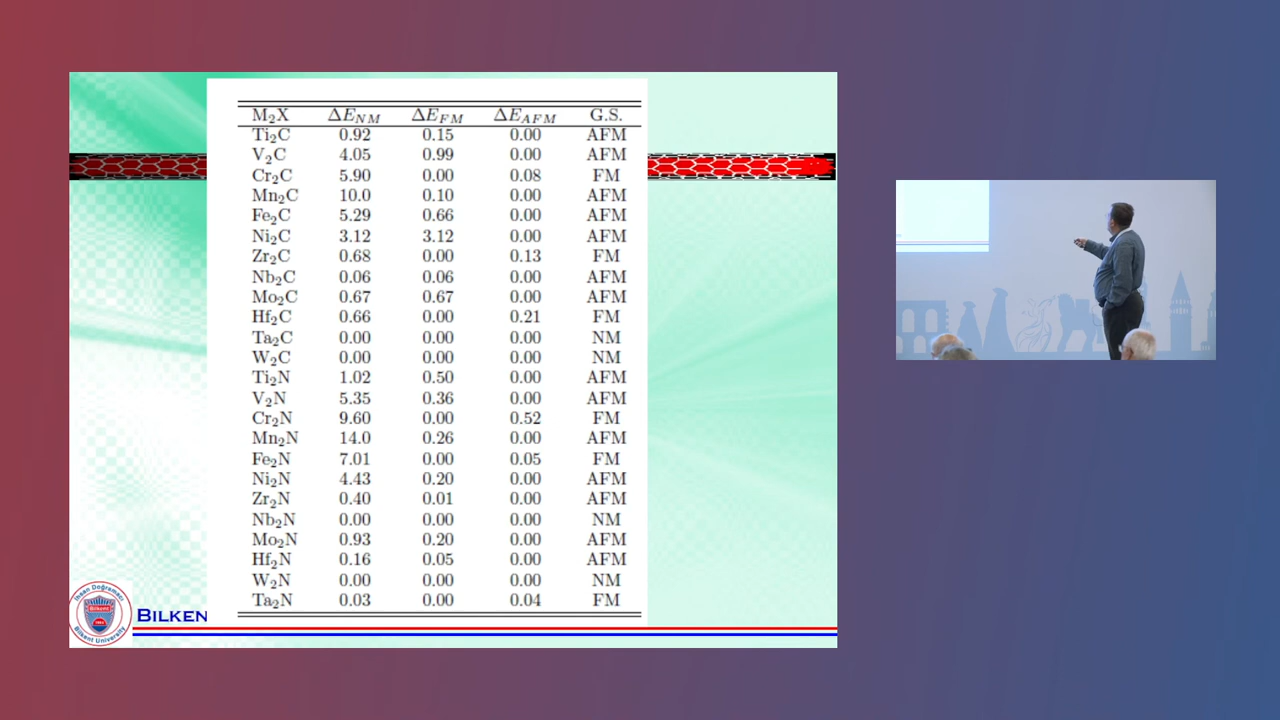 M₂X ΔE_NM ΔE_FM ΔE_AFM G.S.
Ti₂C 0.92 0.15 0.00 AFM
V₂C 4.05 0.99 0.00 AFM
Cr₂C 5.90 0.00 0.08 FM
Mn₂C 10.0 0.10 0.00 AFM
Fe₂C 5.29 0.66 0.00 AFM
Ni₂C 3.12 3.12 0.00 AFM
Zr₂C 0.68 0.00 0.13 FM
Nb₂C 0.06 0.06 0.00 AFM
Mo₂C 0.67 0.67 0.00 AFM
Hf₂C 0.66 0.00 0.21 FM
Ta₂C 0.00 0.00 0.00 NM
W₂C 0.00 0.00 0.00 NM
Ti₂N 1.02 0.50 0.00 AFM
V₂N 5.35 0.36 0.00 AFM
Cr₂N 9.60 0.00 0.52 FM
Mn₂N 14.0 0.26 0.00 AFM
Fe₂N 7.01 0.00 0.05 FM
Ni₂N 4.43 0.20 0.00 AFM
Zr₂N 0.40 0.01 0.00 AFM
Nb₂N 0.00 0.00 0.00 NM
Mo₂N 0.93 0.20 0.00 AFM
Hf₂N 0.16 0.05 0.00 AFM
W₂N 0.00 0.00 0.00 NM
Ta₂N 0.03 0.00 0.04 FM
İhsan Doğramacı
Bilkent
Bilkent University
BILKEN